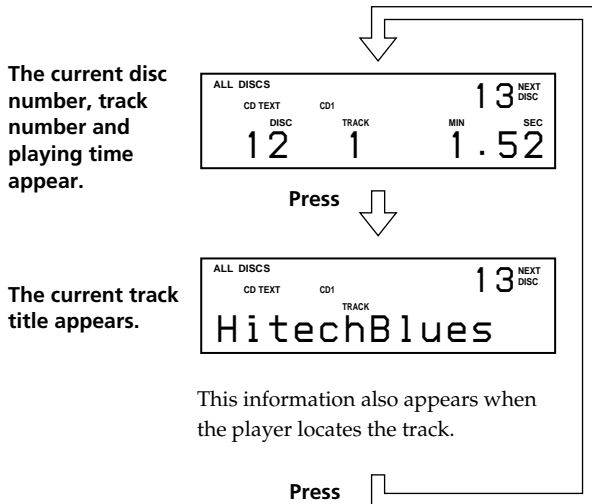 The current disc
number, track
number and
playing time
appear.
ALL DISCS
CD TEXT CD1
13 NEXT DISC
DISC TRACK MIN SEC
12 1 1.52
Press
The current track
title appears.
ALL DISCS
CD TEXT CD1
13 NEXT DISC
TRACK
HitechBlues
This information also appears when
the player locates the track.
Press